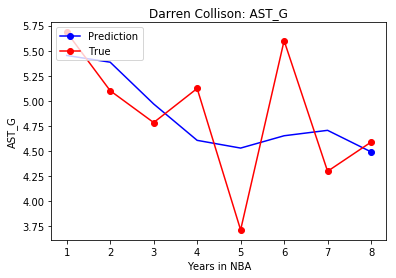 Darren Collison: AST_G
Prediction
True
AST_G
5.75
5.50
5.25
5.00
4.75
4.50
4.25
4.00
3.75
1 2 3 4 5 6 7 8
Years in NBA